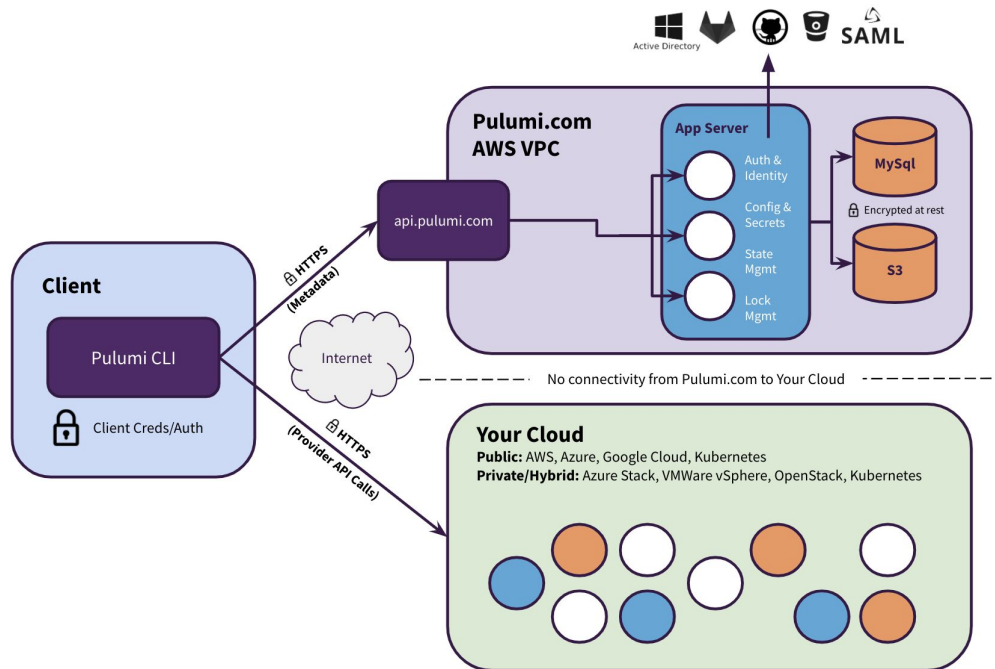 Active Directory
SAML
Pulumi.com
AWS VPC
App Server
Auth &
Identity
Config &
Secrets
State
Mgmt
Lock
Mgmt
MySql
Encrypted at rest
S3
api.pulumi.com
HTTPS
(Metadata)
Client
Pulumi CLI
Client Creds/Auth
Internet
No connectivity from Pulumi.com to Your Cloud
HTTPS
(Provider API Calls)
Your Cloud
Public: AWS, Azure, Google Cloud, Kubernetes
Private/Hybrid: Azure Stack, VMWare vSphere, OpenStack, Kubernetes